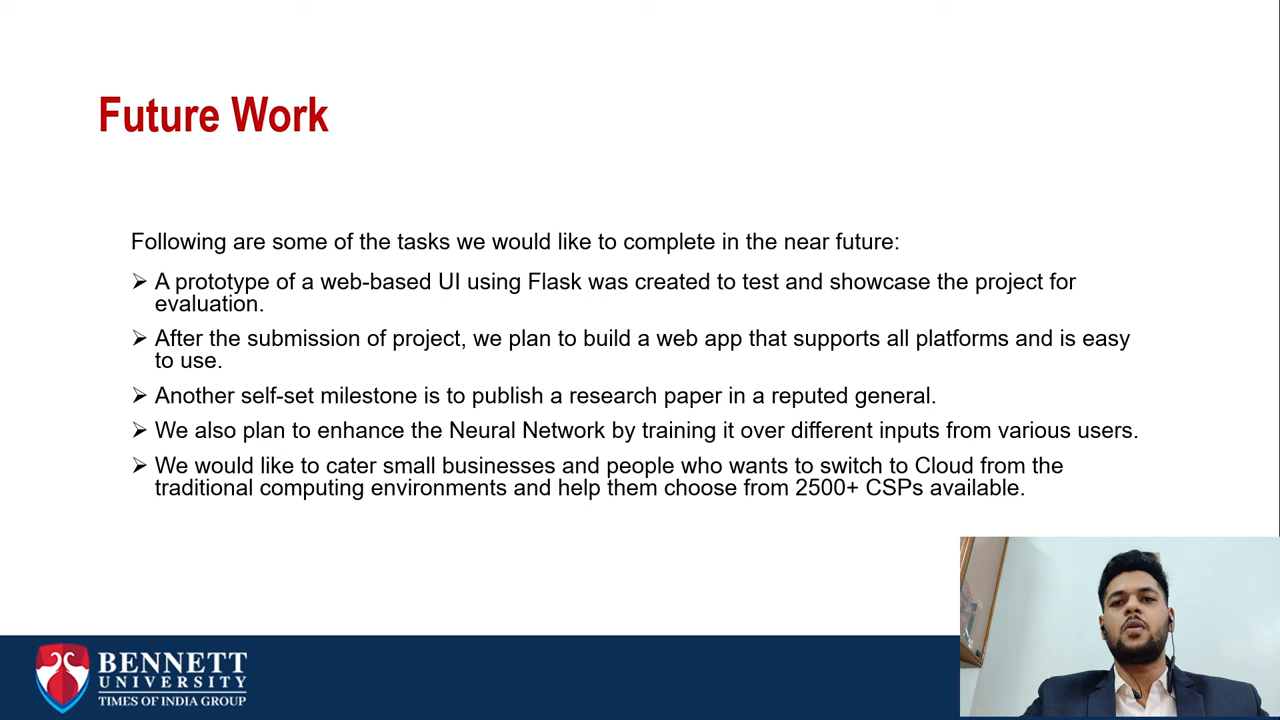 Future Work
Following are some of the tasks we would like to complete in the near future:
➢ A prototype of a web-based UI using Flask was created to test and showcase the project for
evaluation.
➢ After the submission of project, we plan to build a web app that supports all platforms and is easy
to use.
➢ Another self-set milestone is to publish a research paper in a reputed general.
➢ We also plan to enhance the Neural Network by training it over different inputs from various users.
➢ We would like to cater small businesses and people who wants to switch to Cloud from the
traditional computing environments and help them choose from 2500+ CSPs available.
BENNETT
UNIVERSITY
TIMES OF INDIA GROUP